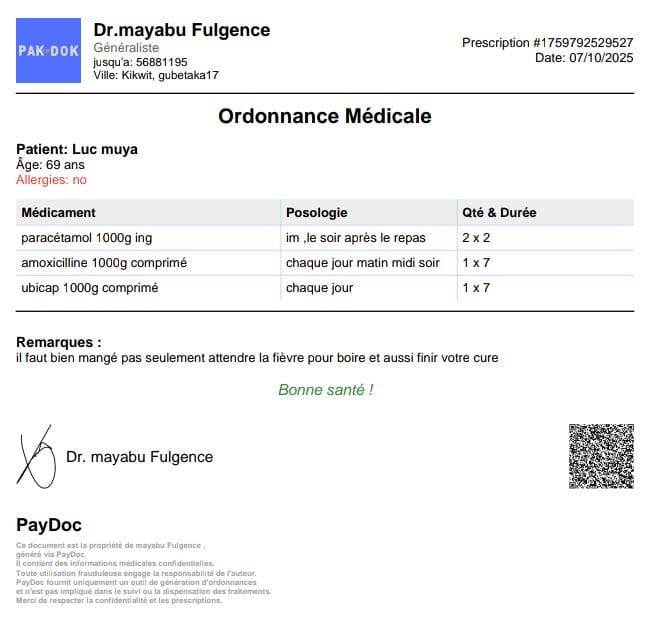 PAK DOK
Dr.mayabu Fulgence
Généraliste
jusqu'a: 56881195
Ville: Kikwit, gubetaka17
Prescription #1759792529527
Date: 07/10/2025
Ordonnance Médicale
Patient: Luc muya
Âge: 69 ans
Allergies: no
Médicament Posologie Qté & Durée
paracétamol 1000g ing im ,le soir après le repas 2 x 2
amoxicilline 1000g comprimé chaque jour matin midi soir 1 x 7
ubicap 1000g comprimé chaque jour 1 x 7
Remarques :
il faut bien mangé pas seulement attendre la fièvre pour boire et aussi finir votre cure
Bonne santé !
Dr. mayabu Fulgence
PayDoc
Ce document est la propriété de mayabu Fulgence ,
généré via PayDoc.
Il contient des informations médicales confidentielles.
Toute utilisation frauduleuse engage la responsabilité de l'auteur.
PayDoc fournit uniquement un outil de génération d'ordonnances
et n'est pas impliqué dans le suivi ou la dispensation des traitements.
Merci de respecter la confidentialité et les prescriptions.